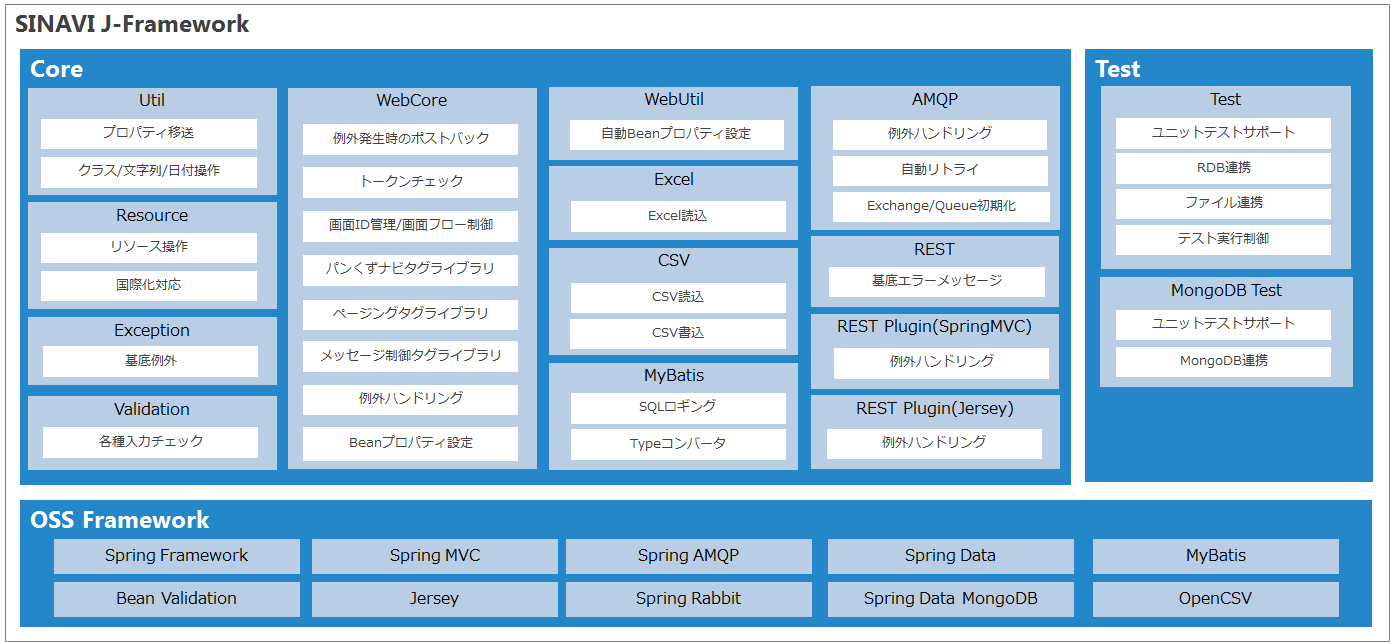 SINAVI J-Framework
Core
Util
プロパティ移送
クラス/文字列/日付操作
Resource
リソース操作
国際化対応
Exception
基底例外
Validation
各種入力チェック
WebCore
例外発生時のポストバック
トークンチェック
画面ID管理/画面フロー制御
パンくずナビタグライブラリ
ページングタグライブラリ
メッセージ制御タグライブラリ
例外ハンドリング
Beanプロパティ設定
WebUtil
自動Beanプロパティ設定
Excel
Excel読込
CSV
CSV読込
CSV書込
MyBatis
SQLロギング
Typeコンバータ
AMQP
例外ハンドリング
自動リトライ
Exchange/Queue初期化
REST
基底エラーメッセージ
REST Plugin(SpringMVC)
例外ハンドリング
REST Plugin(Jersey)
例外ハンドリング
Test
Test
ユニットテストサポート
RDB連携
ファイル連携
テスト実行制御
MongoDB Test
ユニットテストサポート
MongoDB連携
OSS Framework
Spring Framework
Spring MVC
Spring AMQP
Spring Data
MyBatis
Bean Validation
Jersey
Spring Rabbit
Spring Data MongoDB
OpenCSV